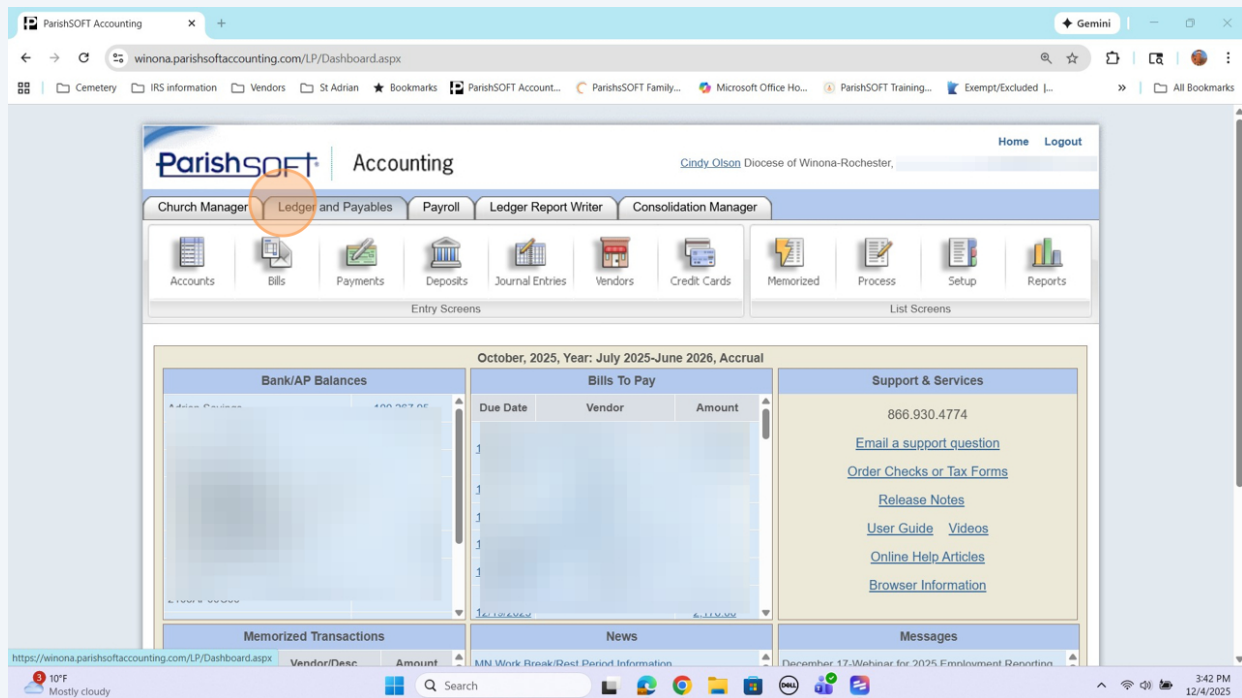 ParishSOFT Accounting
Gemini
winona.parishsoftaccounting.com/LP/Dashboard.aspx
Cemetery IRS information Vendors St Adrian Bookmarks ParishSOFT Account... ParishsSOFT Family... Microsoft Office Ho... ParishSOFT Training... Exempt/Excluded |... » All Bookmarks
Home Logout
ParishSOFT Accounting
Cindy Olson Diocese of Winona-Rochester,
Church Manager Ledger and Payables Payroll Ledger Report Writer Consolidation Manager
Accounts Bills Payments Deposits Journal Entries Vendors Credit Cards Memorized Process Setup Reports
Entry Screens List Screens
October, 2025, Year: July 2025-June 2026, Accrual
Bank/AP Balances Bills To Pay Support & Services
Due Date Vendor Amount
866.930.4774
Email a support question
Order Checks or Tax Forms
Release Notes
User Guide Videos
Online Help Articles
Browser Information
Memorized Transactions News Messages
https://winona.parishsoftaccounting.com/LP/Dashboard.aspx
Vendor/Desc Amount MN Work Break/Rest Period Information December 17-Webinar for 2025 Employment Reporting
3 10°F
Mostly cloudy
Search
DELL
3:42 PM
12/4/2025